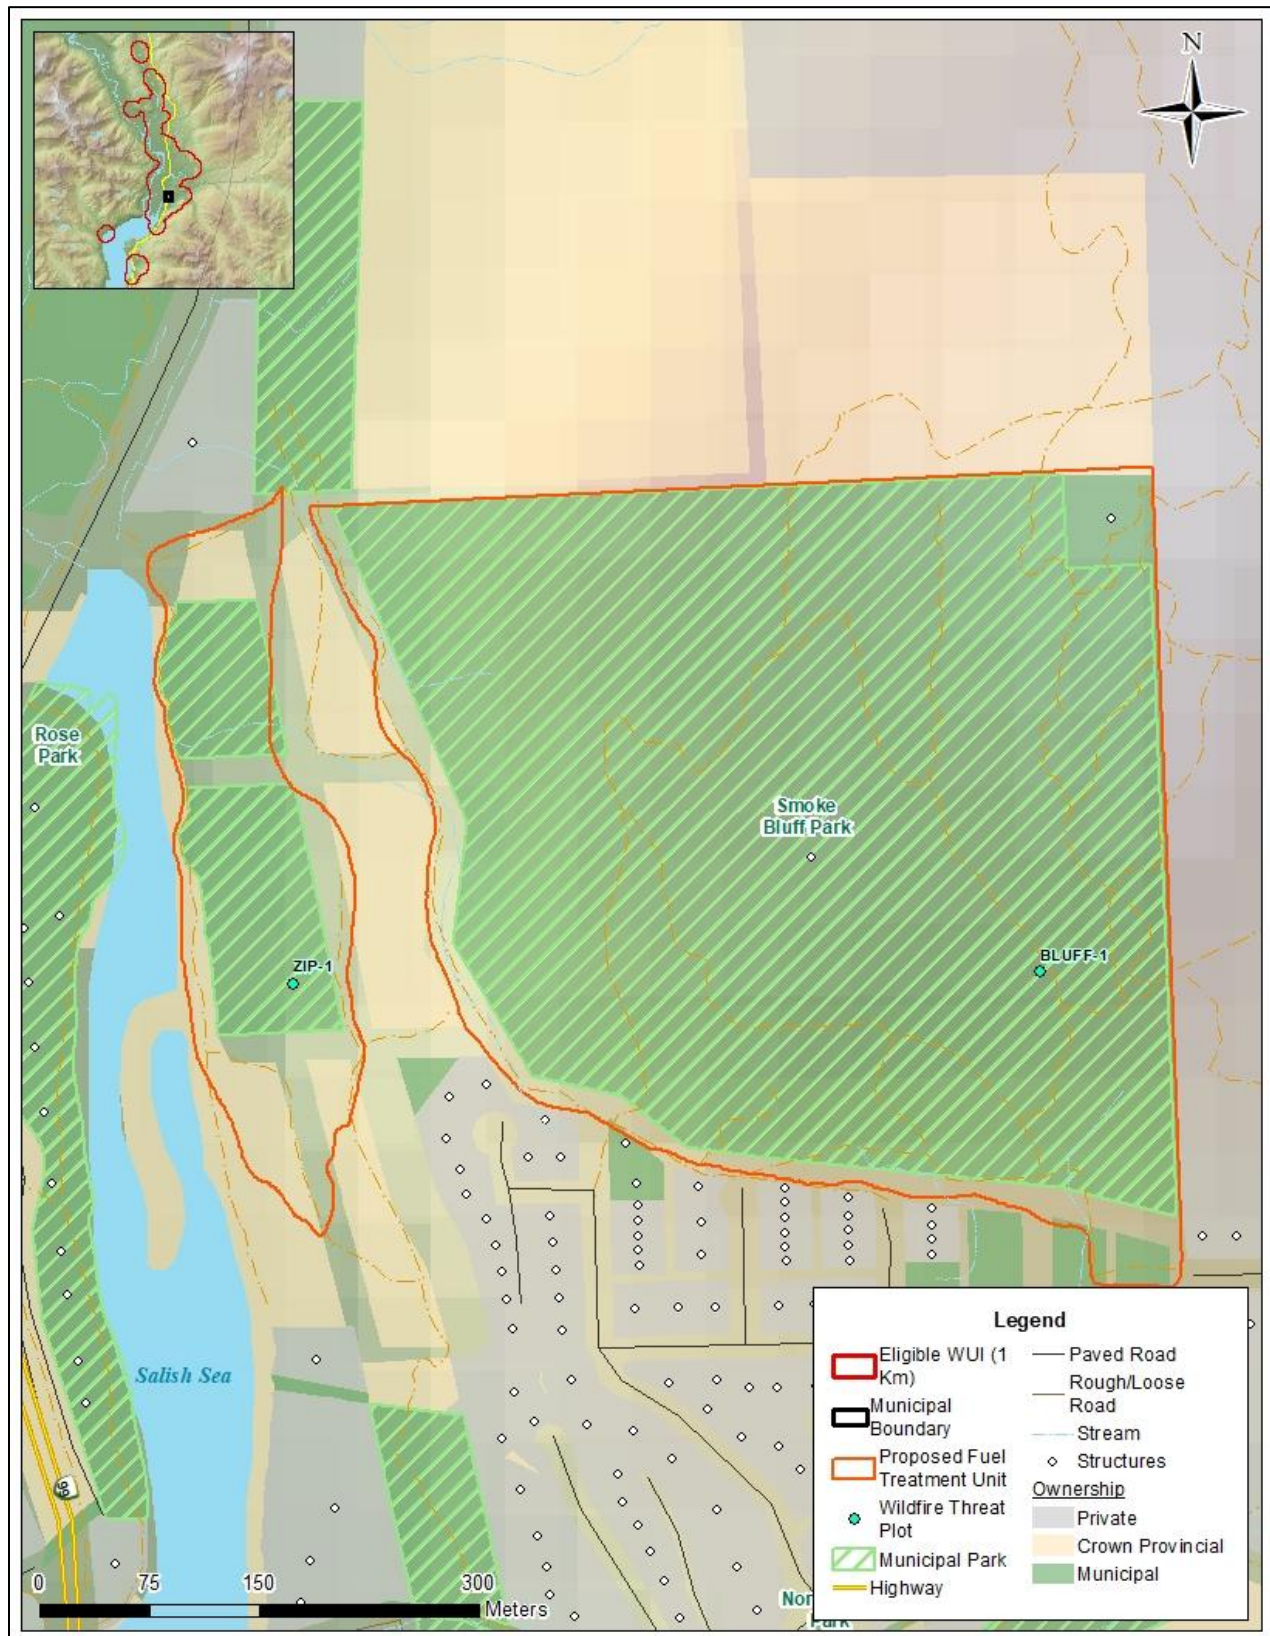 N
Rose
Park
Smoke
Bluff Park
ZIP-1
BLUFF-1
Salish Sea
99
0 75 150 300
Meters
Legend
Eligible WUI (1
Km)
Municipal
Boundary
Proposed Fuel
Treatment Unit
Wildfire Threat
Plot
Municipal Park
Highway
Paved Road
Rough/Loose
Road
Stream
Structures
Ownership
Private
Crown Provincial
Municipal